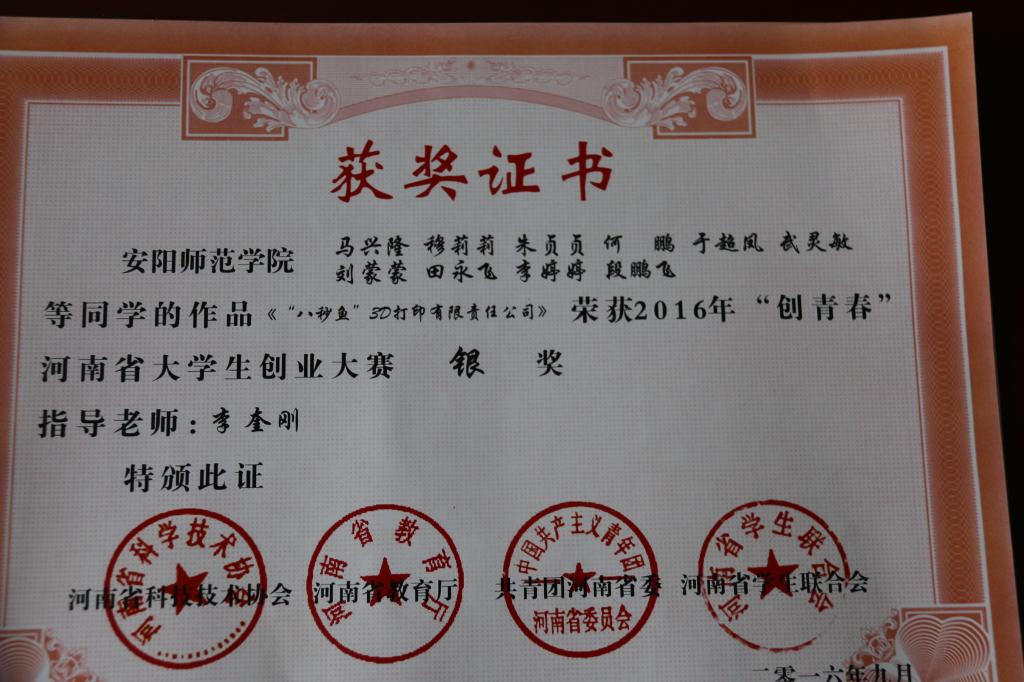 获奖证书
安阳师范学院
马兴隆 穆莉莉 朱贞贞 何 鹏 于超凤 武灵敏
刘蒙蒙 田永飞 李婷婷 段鹏飞
等同学的作品《“八秒鱼”3D打印有限责任公司》 荣获2016年“创青春”
河南省大学生创业大赛 银 奖
指导老师：李奎刚
特颁此证
河南省科学技术协会
河南省教育厅
中国共产主义青年团
河南省委员会
河南省学生联合会
河南省科技技术协会 河南省教育厅 共青团河南省委 河南省学生联合会
二零一六年九月